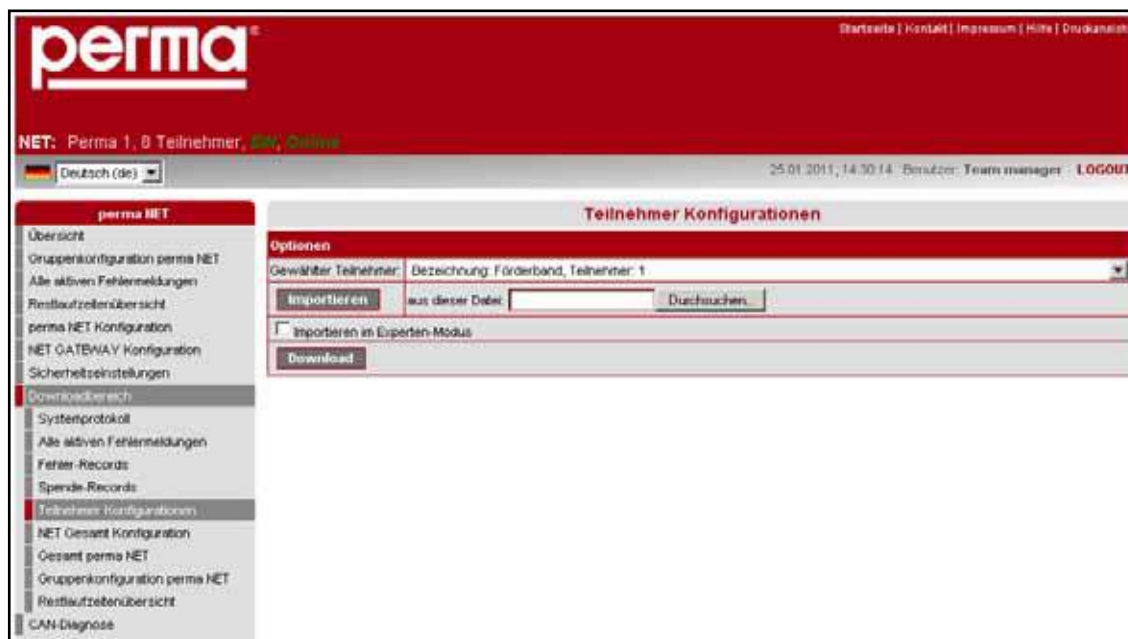 perma®
Startseite | Kontakt | Impressum | Hilfe | Druckansicht
NET: Perma 1, 8 Teilnehmer, Online
Deutsch (de)
25.01.2011, 14:30:14 Benutzer: Team manager - LOGOUT
perma NET
Übersicht
Gruppenkonfiguration perma NET
Alle aktiven Fehlermeldungen
Restlaufzeitenübersicht
perma NET Konfiguration
NET GATEWAY Konfiguration
Sicherheitseinstellungen
Downloadbereich
Systemprotokoll
Alle aktiven Fehlermeldungen
Fehler-Records
Spende-Records
Teilnehmer Konfigurationen
NET Gesamt Konfiguration
Gesamt perma NET
Gruppenkonfiguration perma NET
Restlaufzeitenübersicht
CAN-Diagnose
Teilnehmer Konfigurationen
Optionen
Gewählter Teilnehmer: Bezeichnung: Förderband, Teilnehmer: 1
Importieren aus dieser Datei: Durchsuchen...
Importieren im Experten-Modus
Download